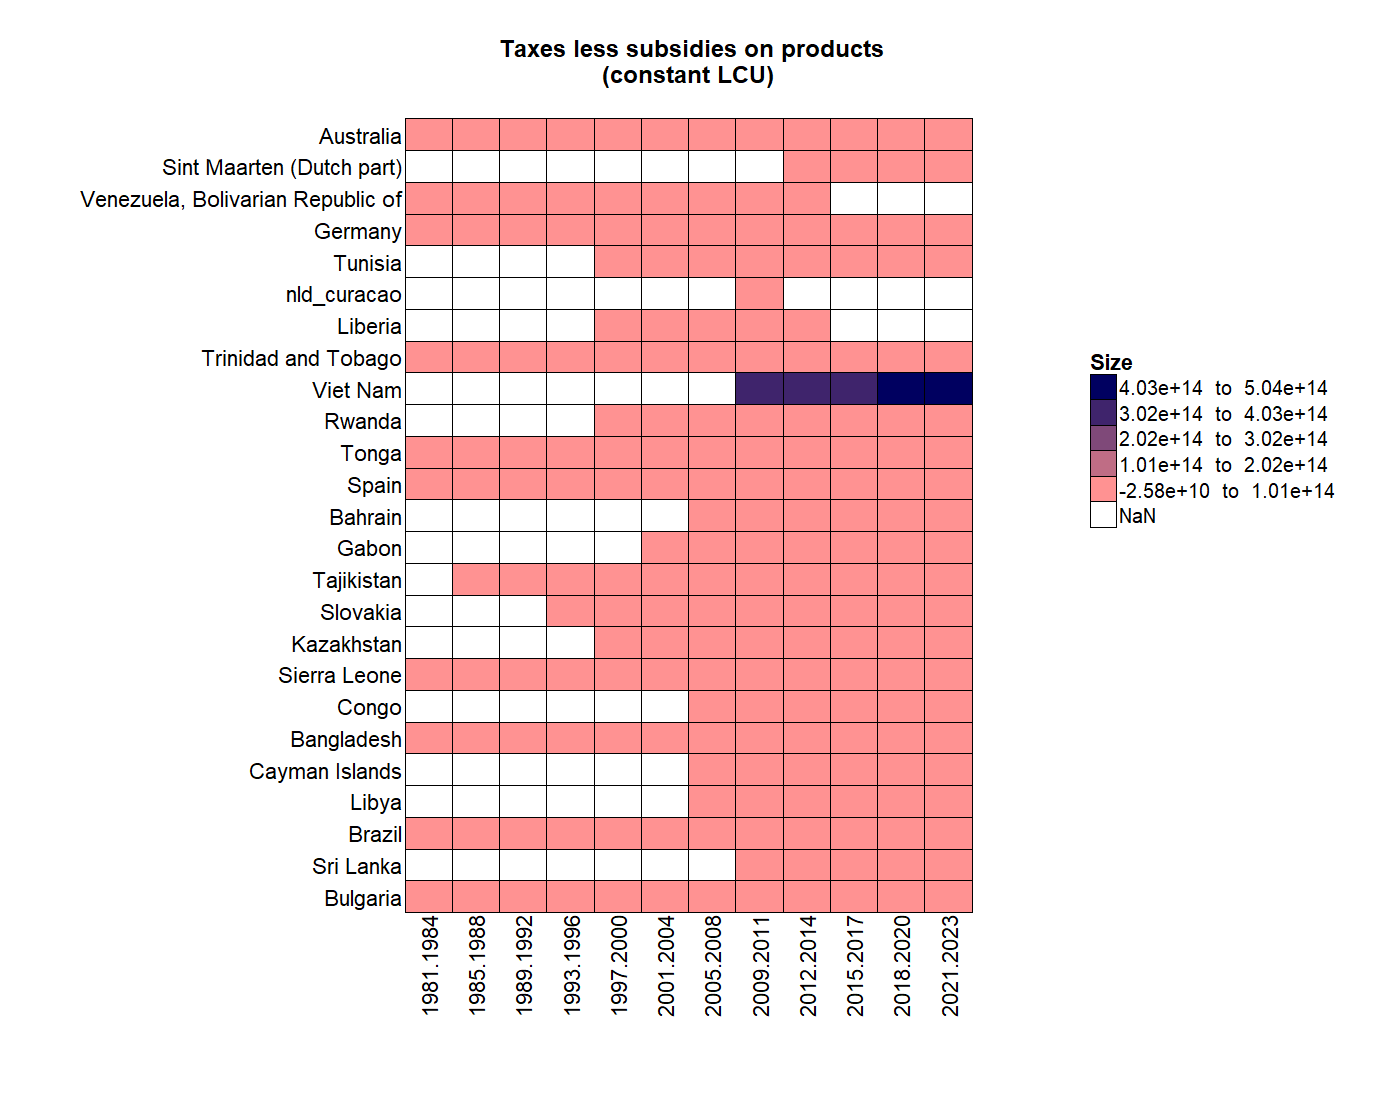 Taxes less subsidies on products
(constant LCU)
Australia
Sint Maarten (Dutch part)
Venezuela, Bolivarian Republic of
Germany
Tunisia
nld_curacao
Liberia
Trinidad and Tobago
Viet Nam
Rwanda
Tonga
Spain
Bahrain
Gabon
Tajikistan
Slovakia
Kazakhstan
Sierra Leone
Congo
Bangladesh
Cayman Islands
Libya
Brazil
Sri Lanka
Bulgaria
1981.1984
1985.1988
1989.1992
1993.1996
1997.2000
2001.2004
2005.2008
2009.2011
2012.2014
2015.2017
2018.2020
2021.2023
Size
4.03e+14 to 5.04e+14
3.02e+14 to 4.03e+14
2.02e+14 to 3.02e+14
1.01e+14 to 2.02e+14
-2.58e+10 to 1.01e+14
NaN